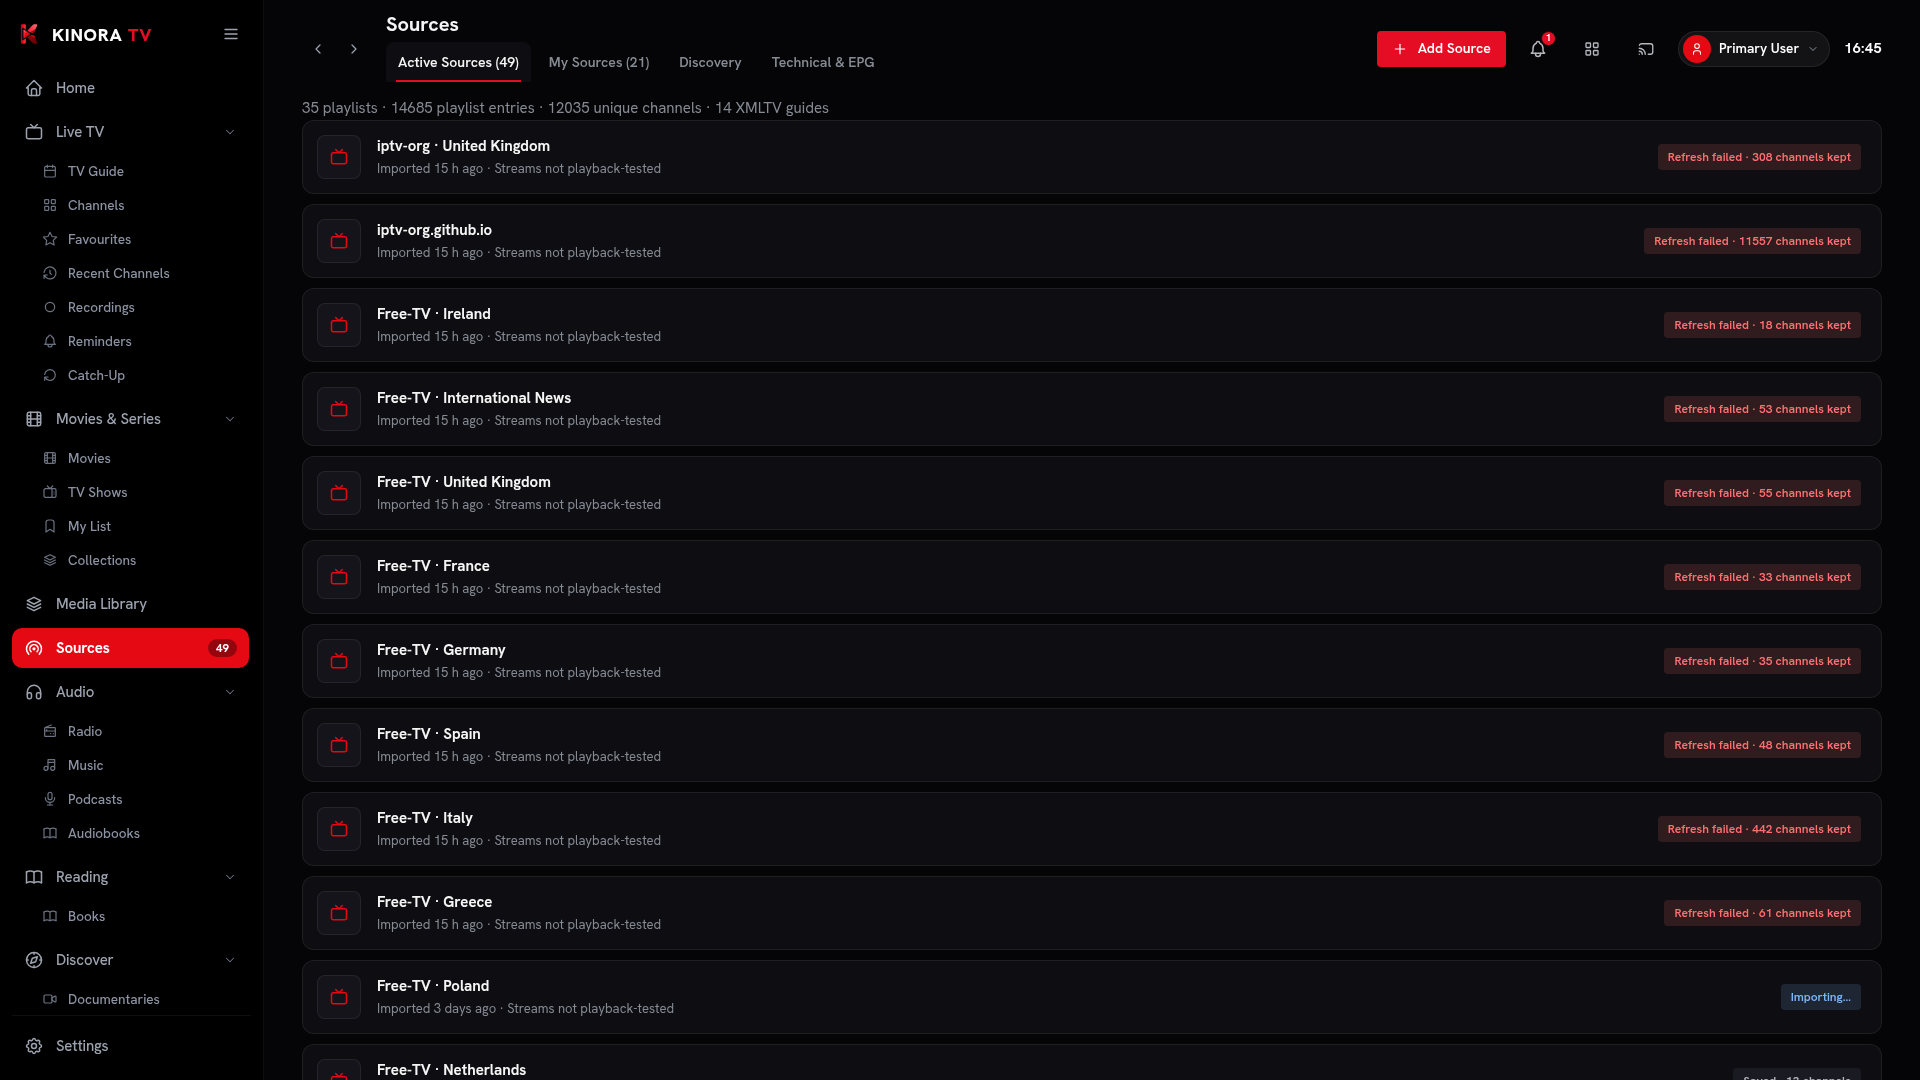 KINORA TV
Home
Live TV
TV Guide
Channels
Favourites
Recent Channels
Recordings
Reminders
Catch-Up
Movies & Series
Movies
TV Shows
My List
Collections
Media Library
Sources 49
Audio
Radio
Music
Podcasts
Audiobooks
Reading
Books
Discover
Documentaries
Settings
Sources
Active Sources (49) My Sources (21) Discovery Technical & EPG
Add Source 1 Primary User 16:45
35 playlists · 14685 playlist entries · 12035 unique channels · 14 XMLTV guides
iptv-org · United Kingdom
Imported 15 h ago · Streams not playback-tested
Refresh failed · 308 channels kept
iptv-org.github.io
Imported 15 h ago · Streams not playback-tested
Refresh failed · 11557 channels kept
Free-TV · Ireland
Imported 15 h ago · Streams not playback-tested
Refresh failed · 18 channels kept
Free-TV · International News
Imported 15 h ago · Streams not playback-tested
Refresh failed · 53 channels kept
Free-TV · United Kingdom
Imported 15 h ago · Streams not playback-tested
Refresh failed · 55 channels kept
Free-TV · France
Imported 15 h ago · Streams not playback-tested
Refresh failed · 33 channels kept
Free-TV · Germany
Imported 15 h ago · Streams not playback-tested
Refresh failed · 35 channels kept
Free-TV · Spain
Imported 15 h ago · Streams not playback-tested
Refresh failed · 48 channels kept
Free-TV · Italy
Imported 15 h ago · Streams not playback-tested
Refresh failed · 442 channels kept
Free-TV · Greece
Imported 15 h ago · Streams not playback-tested
Refresh failed · 61 channels kept
Free-TV · Poland
Imported 3 days ago · Streams not playback-tested
Importing...
Free-TV · Netherlands